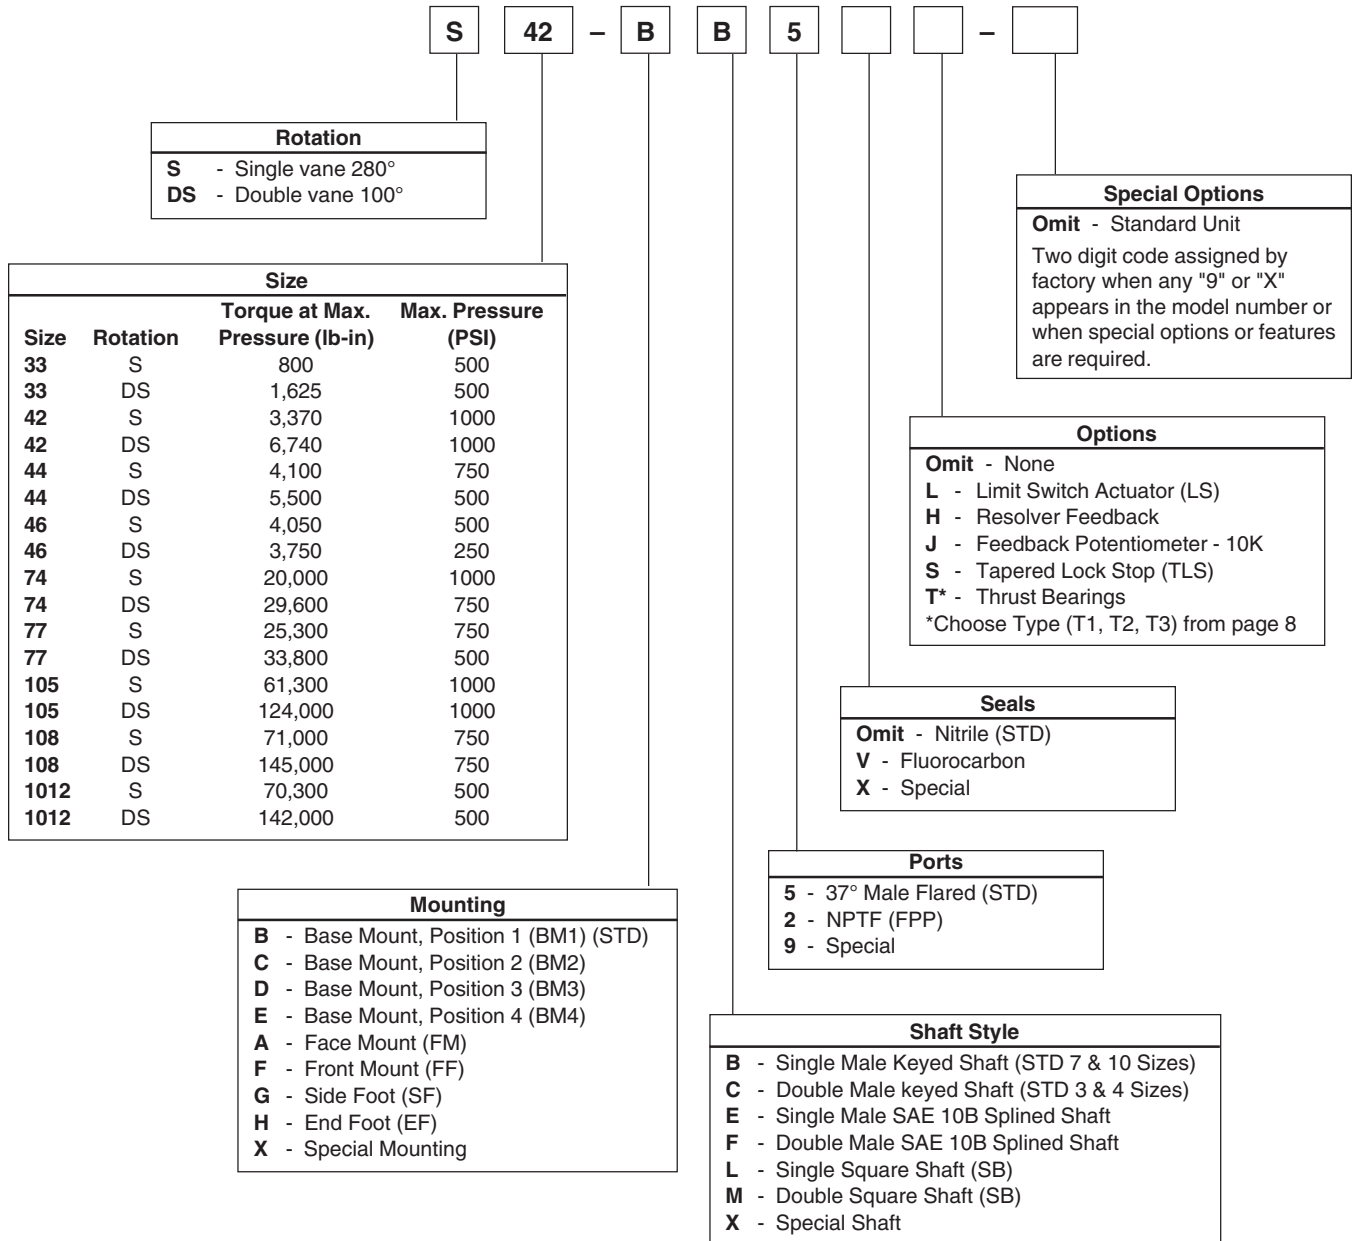 S 42 – B B 5 –
Rotation
S - Single vane 280°
DS - Double vane 100°
Special Options
Omit - Standard Unit
Two digit code assigned by
factory when any "9" or "X"
appears in the model number or
when special options or features
are required.
Size
Size Rotation Torque at Max. Pressure (lb-in) Max. Pressure (PSI)
33 S 800 500
33 DS 1,625 500
42 S 3,370 1000
42 DS 6,740 1000
44 S 4,100 750
44 DS 5,500 500
46 S 4,050 500
46 DS 3,750 250
74 S 20,000 1000
74 DS 29,600 750
77 S 25,300 750
77 DS 33,800 500
105 S 61,300 1000
105 DS 124,000 1000
108 S 71,000 750
108 DS 145,000 750
1012 S 70,300 500
1012 DS 142,000 500
Options
Omit - None
L - Limit Switch Actuator (LS)
H - Resolver Feedback
J - Feedback Potentiometer - 10K
S - Tapered Lock Stop (TLS)
T* - Thrust Bearings
*Choose Type (T1, T2, T3) from page 8
Seals
Omit - Nitrile (STD)
V - Fluorocarbon
X - Special
Ports
5 - 37° Male Flared (STD)
2 - NPTF (FPP)
9 - Special
Mounting
B - Base Mount, Position 1 (BM1) (STD)
C - Base Mount, Position 2 (BM2)
D - Base Mount, Position 3 (BM3)
E - Base Mount, Position 4 (BM4)
A - Face Mount (FM)
F - Front Mount (FF)
G - Side Foot (SF)
H - End Foot (EF)
X - Special Mounting
Shaft Style
B - Single Male Keyed Shaft (STD 7 & 10 Sizes)
C - Double Male keyed Shaft (STD 3 & 4 Sizes)
E - Single Male SAE 10B Splined Shaft
F - Double Male SAE 10B Splined Shaft
L - Single Square Shaft (SB)
M - Double Square Shaft (SB)
X - Special Shaft